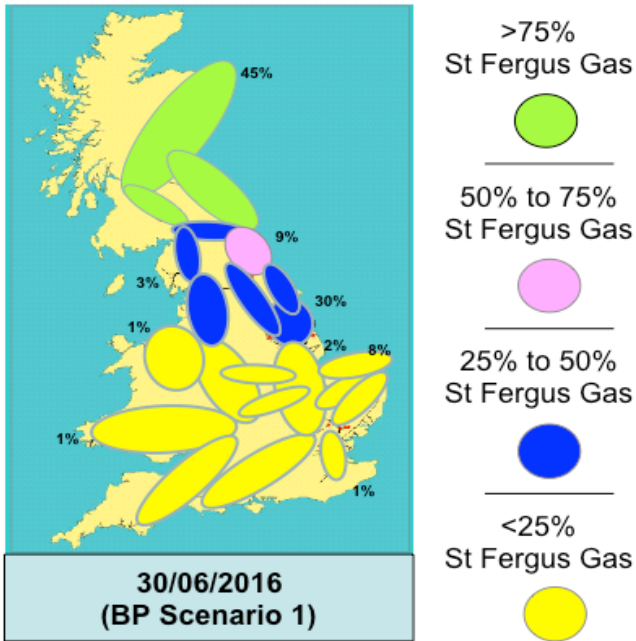 45%
9%
3%
30%
1%
2%
8%
1%
1%
30/06/2016
(BP Scenario 1)
>75%
St Fergus Gas
50% to 75%
St Fergus Gas
25% to 50%
St Fergus Gas
<25%
St Fergus Gas